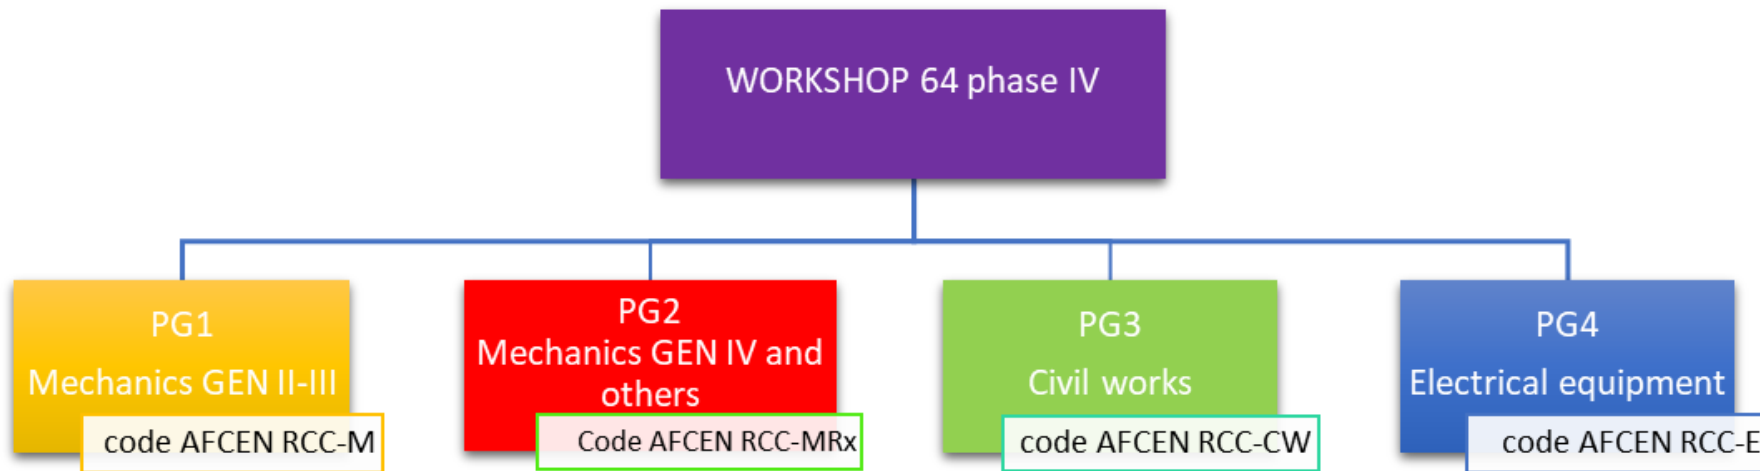 WORKSHOP 64 phase IV
PG1
Mechanics GEN II-III
code AFCEN RCC-M
PG2
Mechanics GEN IV and
others
Code AFCEN RCC-MRx
PG3
Civil works
code AFCEN RCC-CW
PG4
Electrical equipment
code AFCEN RCC-E